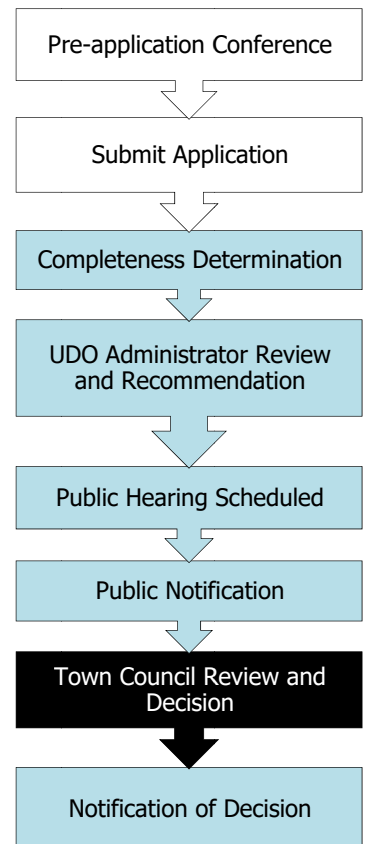 Pre-application Conference
Submit Application
Completeness Determination
UDO Administrator Review
and Recommendation
Public Hearing Scheduled
Public Notification
Town Council Review and
Decision
Notification of Decision